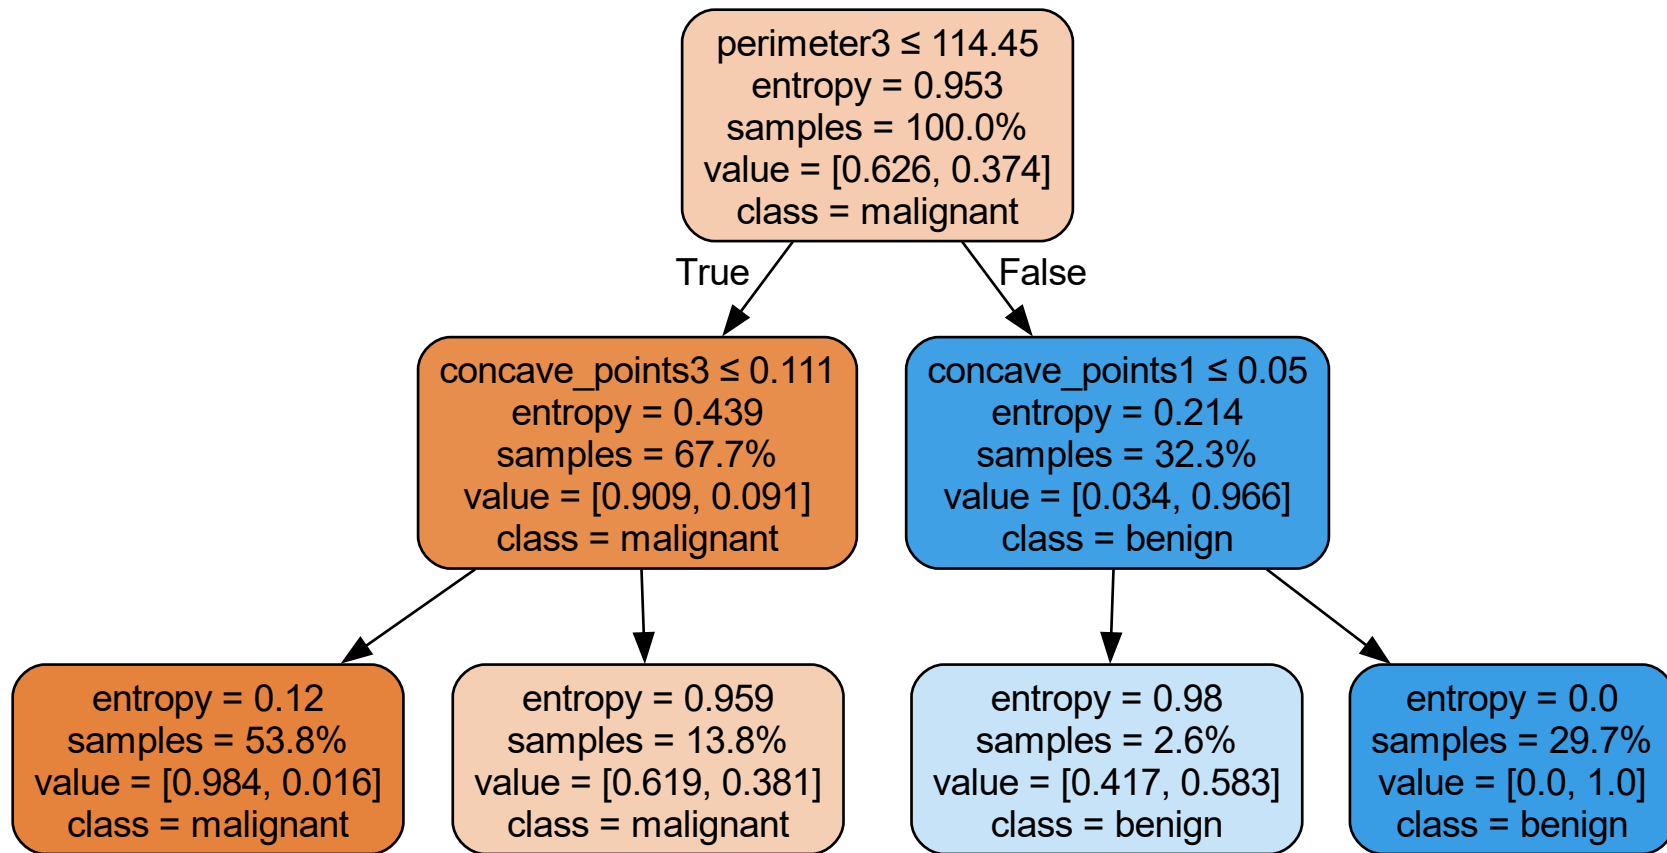 perimeter3 ≤ 114.45
entropy = 0.953
samples = 100.0%
value = [0.626, 0.374]
class = malignant
True
False
concave_points3 ≤ 0.111
entropy = 0.439
samples = 67.7%
value = [0.909, 0.091]
class = malignant
concave_points1 ≤ 0.05
entropy = 0.214
samples = 32.3%
value = [0.034, 0.966]
class = benign
entropy = 0.12
samples = 53.8%
value = [0.984, 0.016]
class = malignant
entropy = 0.959
samples = 13.8%
value = [0.619, 0.381]
class = malignant
entropy = 0.98
samples = 2.6%
value = [0.417, 0.583]
class = benign
entropy = 0.0
samples = 29.7%
value = [0.0, 1.0]
class = benign